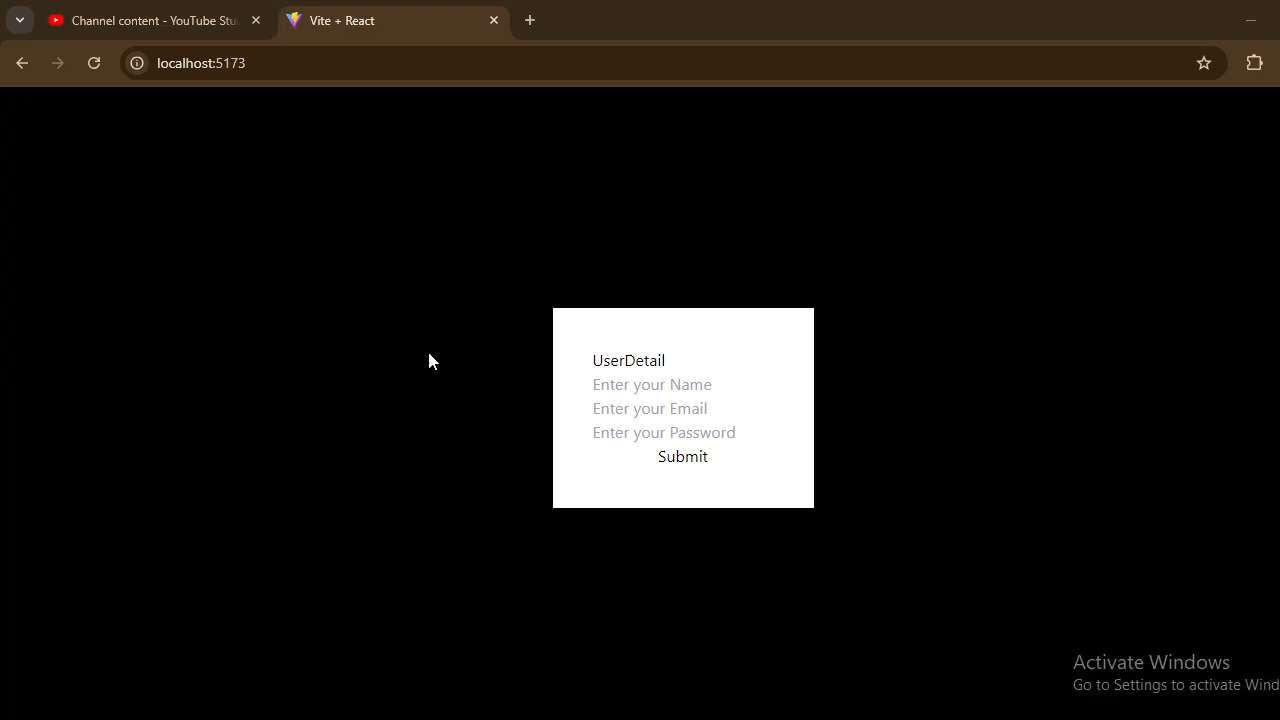 Channel content - YouTube Stu
Vite + React
localhost:5173
UserDetail
Enter your Name
Enter your Email
Enter your Password
Submit
Activate Windows
Go to Settings to activate Wind